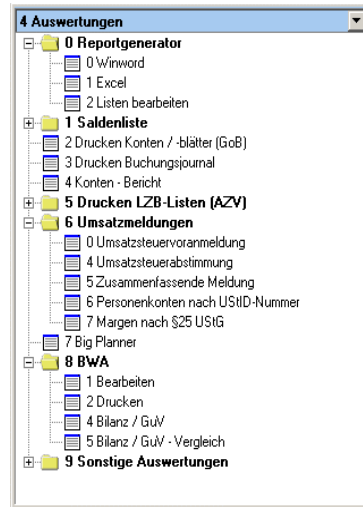 4 Auswertungen
0 Reportgenerator
0 Winword
1 Excel
2 Listen bearbeiten
1 Saldenliste
2 Drucken Konten / -blätter (GoB)
3 Drucken Buchungsjournal
4 Konten - Bericht
5 Drucken LZB-Listen (AZV)
6 Umsatzmeldungen
0 Umsatzsteuervoranmeldung
4 Umsatzsteuerabstimmung
5 Zusammenfassende Meldung
6 Personenkonten nach UStID-Nummer
7 Margen nach §25 UStG
7 Big Planner
8 BWA
1 Bearbeiten
2 Drucken
4 Bilanz / GuV
5 Bilanz / GuV - Vergleich
9 Sonstige Auswertungen